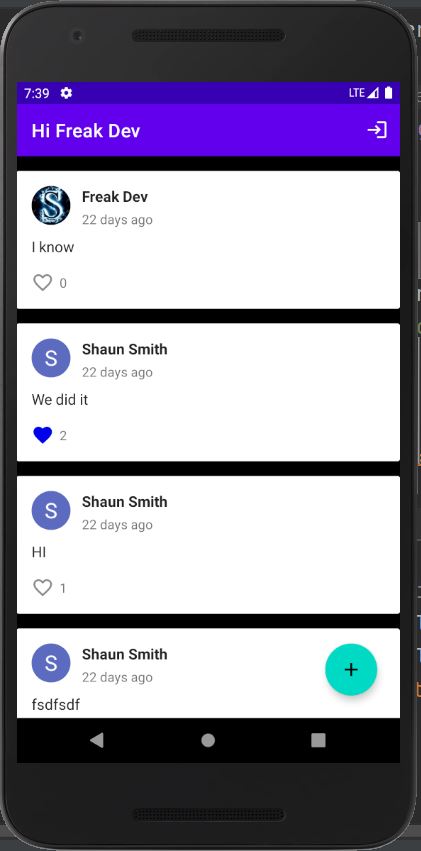 7:39 LTE
Hi Freak Dev
S
Freak Dev
22 days ago
I know
0
S
Shaun Smith
22 days ago
We did it
2
S
Shaun Smith
22 days ago
HI
1
S
Shaun Smith
22 days ago
+
fsdfsdf